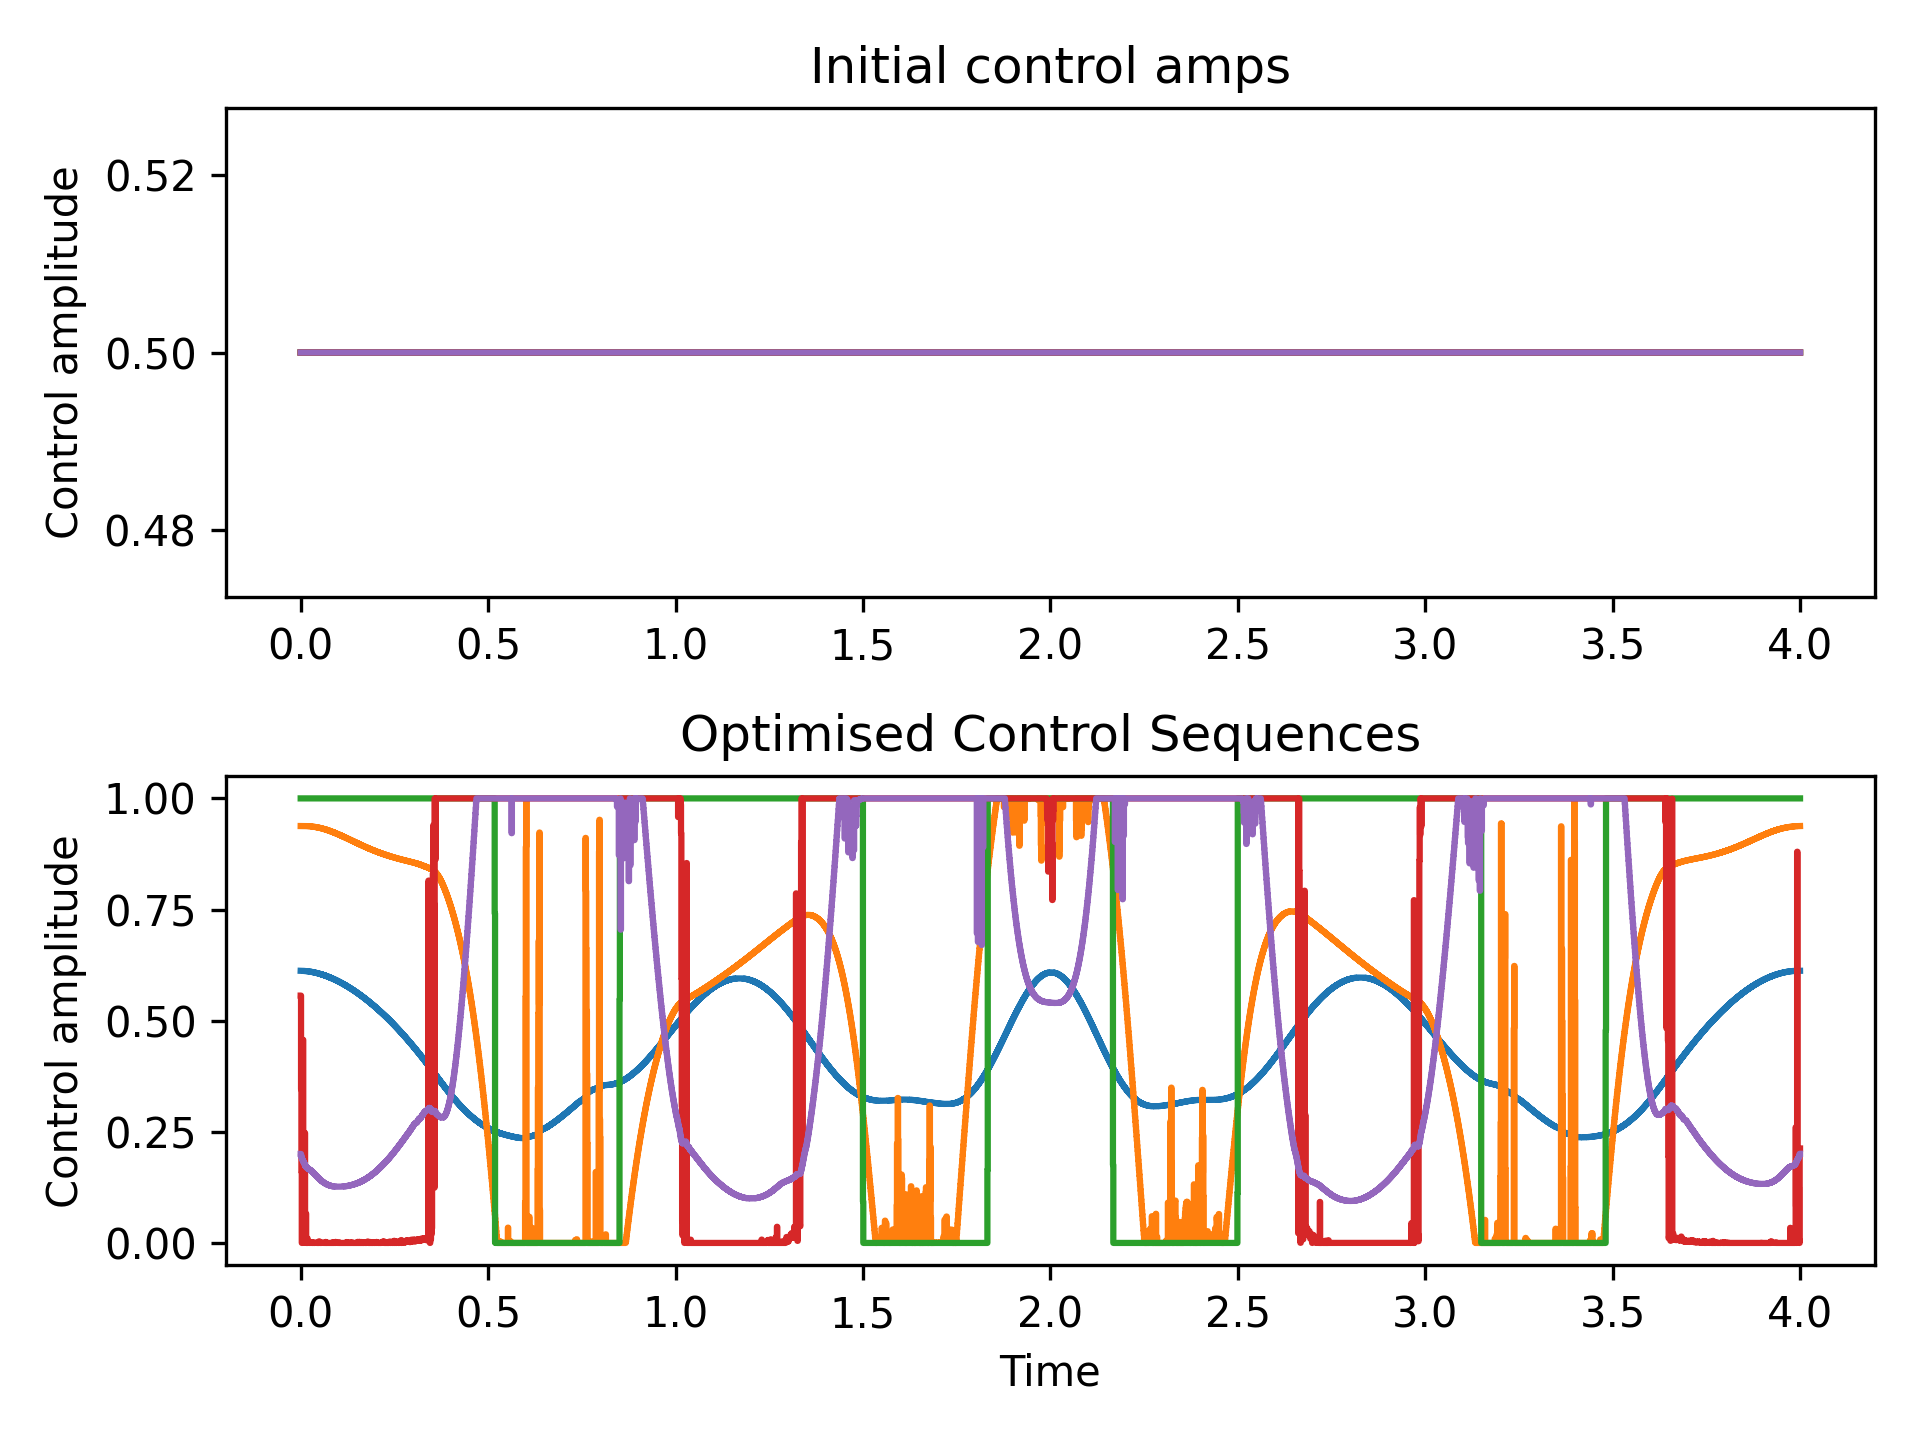 Initial control amps
Control amplitude
0.52
0.50
0.48
0.0 0.5 1.0 1.5 2.0 2.5 3.0 3.5 4.0
Optimised Control Sequences
Control amplitude
1.00
0.75
0.50
0.25
0.00
0.0 0.5 1.0 1.5 2.0 2.5 3.0 3.5 4.0
Time